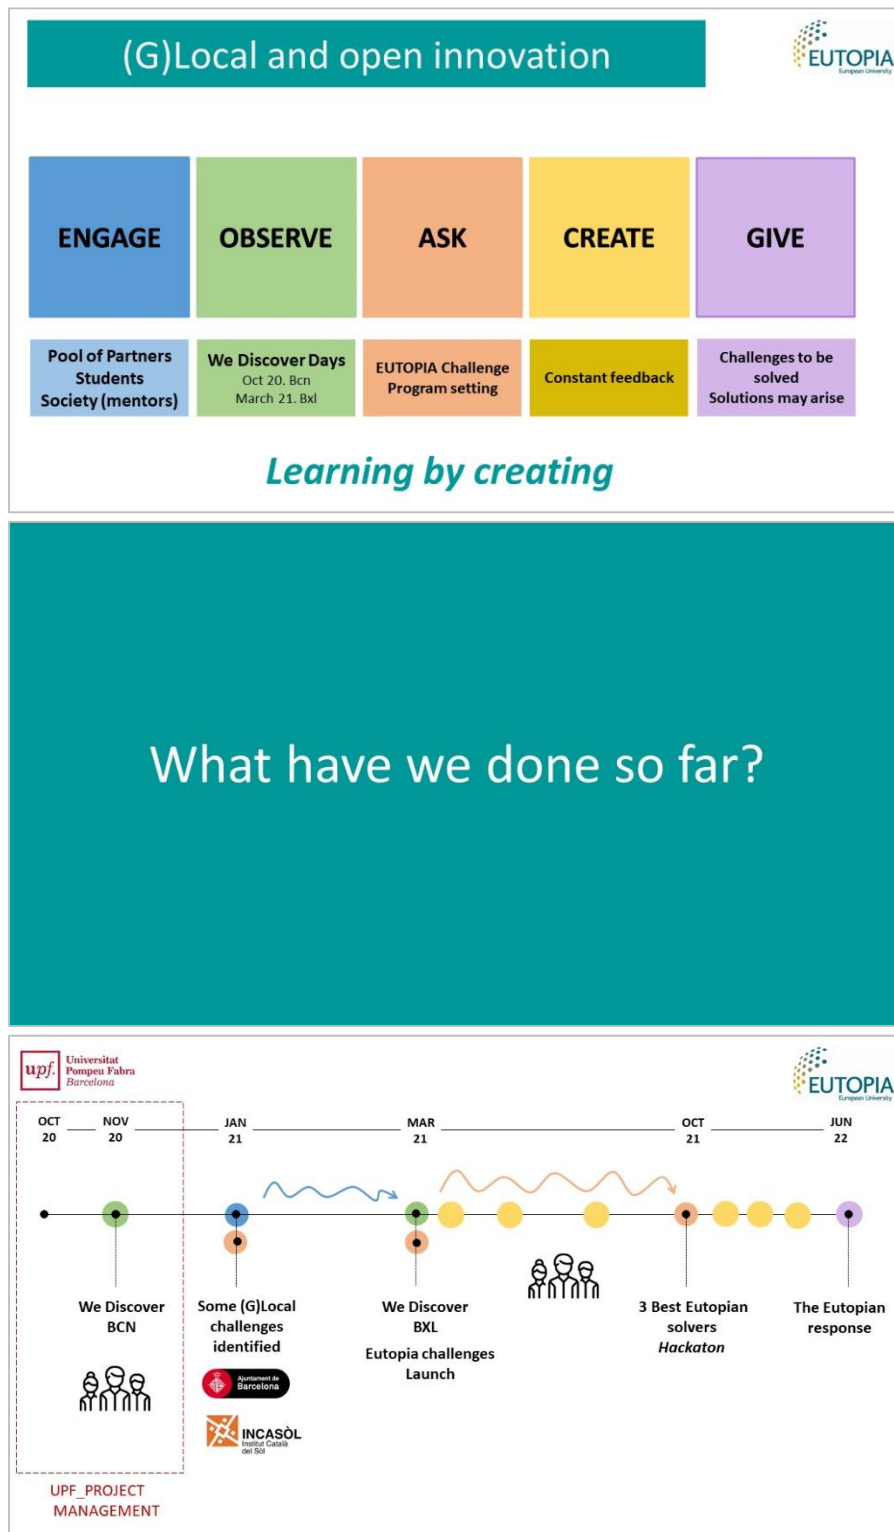 (G)Local and open innovation
EUTOPIA
European University
ENGAGE
OBSERVE
ASK
CREATE
GIVE
Pool of Partners
Students
Society (mentors)
We Discover Days
Oct 20. Bcn
March 21. Bxl
EUTOPIA Challenge
Program setting
Constant feedback
Challenges to be
solved
Solutions may arise
Learning by creating
What have we done so far?
upf.
Universitat
Pompeu Fabra
Barcelona
EUTOPIA
European University
OCT
20
NOV
20
JAN
21
MAR
21
OCT
21
JUN
22
We Discover
BCN
Some (G)Local
challenges
identified
Ajuntament de
Barcelona
INCASÒL
Institut Català
del Sòl
We Discover
BXL
Eutopia challenges
Launch
3 Best Eutopian
solvers
Hackaton
The Eutopian
response
UPF_PROJECT
MANAGEMENT